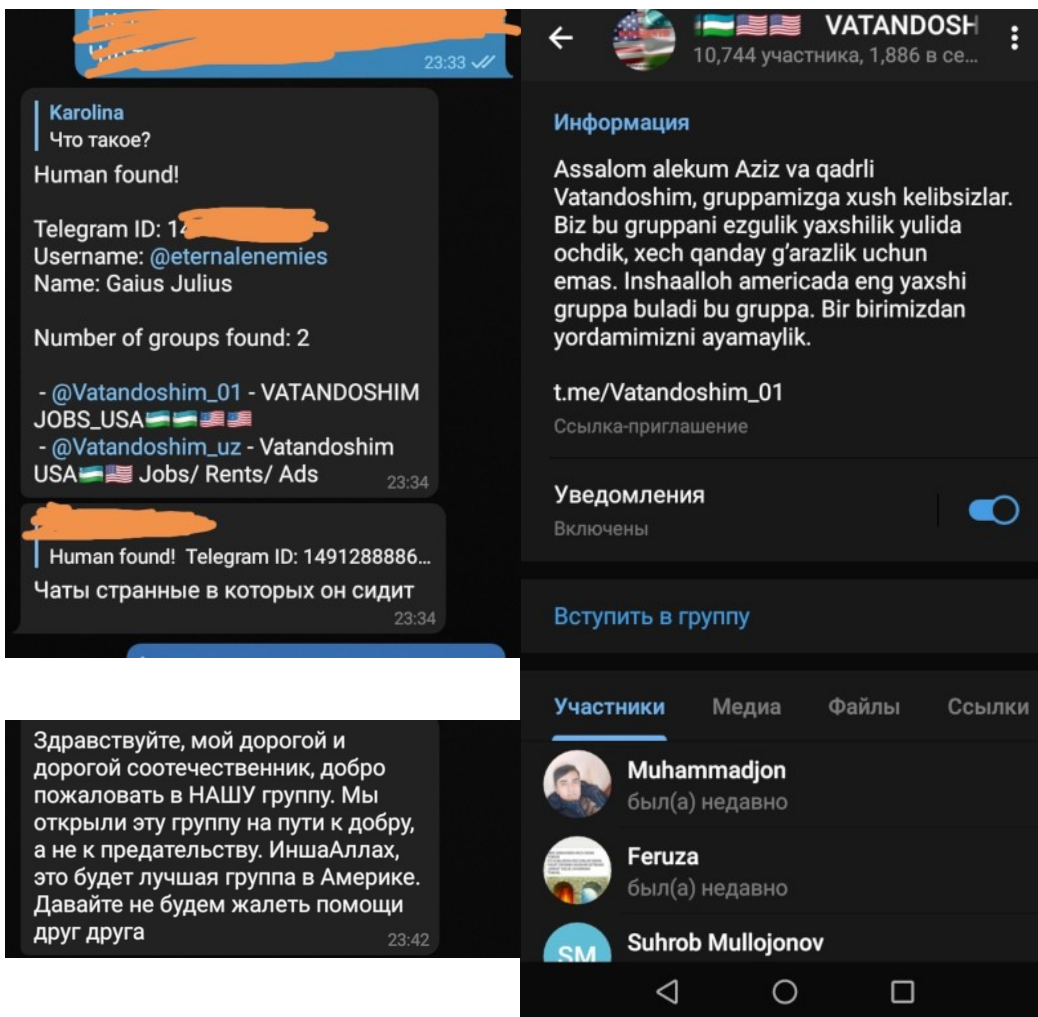 23:33
Karolina
Что такое?
Human found!
Telegram ID: 14
Username: @eternalenemies
Name: Gaius Julius
Number of groups found: 2
- @Vatandoshim_01 - VATANDOSHIM
JOBS_USA🇺🇿🇺🇿🇺🇸🇺🇸
- @Vatandoshim_uz - Vatandoshim
USA🇺🇿🇺🇸 Jobs/ Rents/ Ads
23:34
Human found! Telegram ID: 1491288886...
Чаты странные в которых он сидит
23:34
Здравствуйте, мой дорогой и
дорогой соотечественник, добро
пожаловать в НАШУ группу. Мы
открыли эту группу на пути к добру,
а не к предательству. ИншаАллах,
это будет лучшая группа в Америке.
Давайте не будем жалеть помощи
друг друга
23:42
🇺🇿🇺🇸🇺🇸 VATANDOSH
10,744 участника, 1,886 в се...
Информация
Assalom alekum Aziz va qadrli
Vatandoshim, gruppamizga xush kelibsizlar.
Biz bu gruppani ezgulik yaxshilik yulida
ochdik, xech qanday g‘arazlik uchun
emas. Inshaalloh americada eng yaxshi
gruppa buladi bu gruppa. Bir birimizdan
yordamimizni ayamaylik.
t.me/Vatandoshim_01
Ссылка-приглашение
Уведомления
Включены
Вступить в группу
Участники Медиа Файлы Ссылки
Muhammadjon
был(а) недавно
Feruza
был(а) недавно
SM
Suhrob Mullojonov